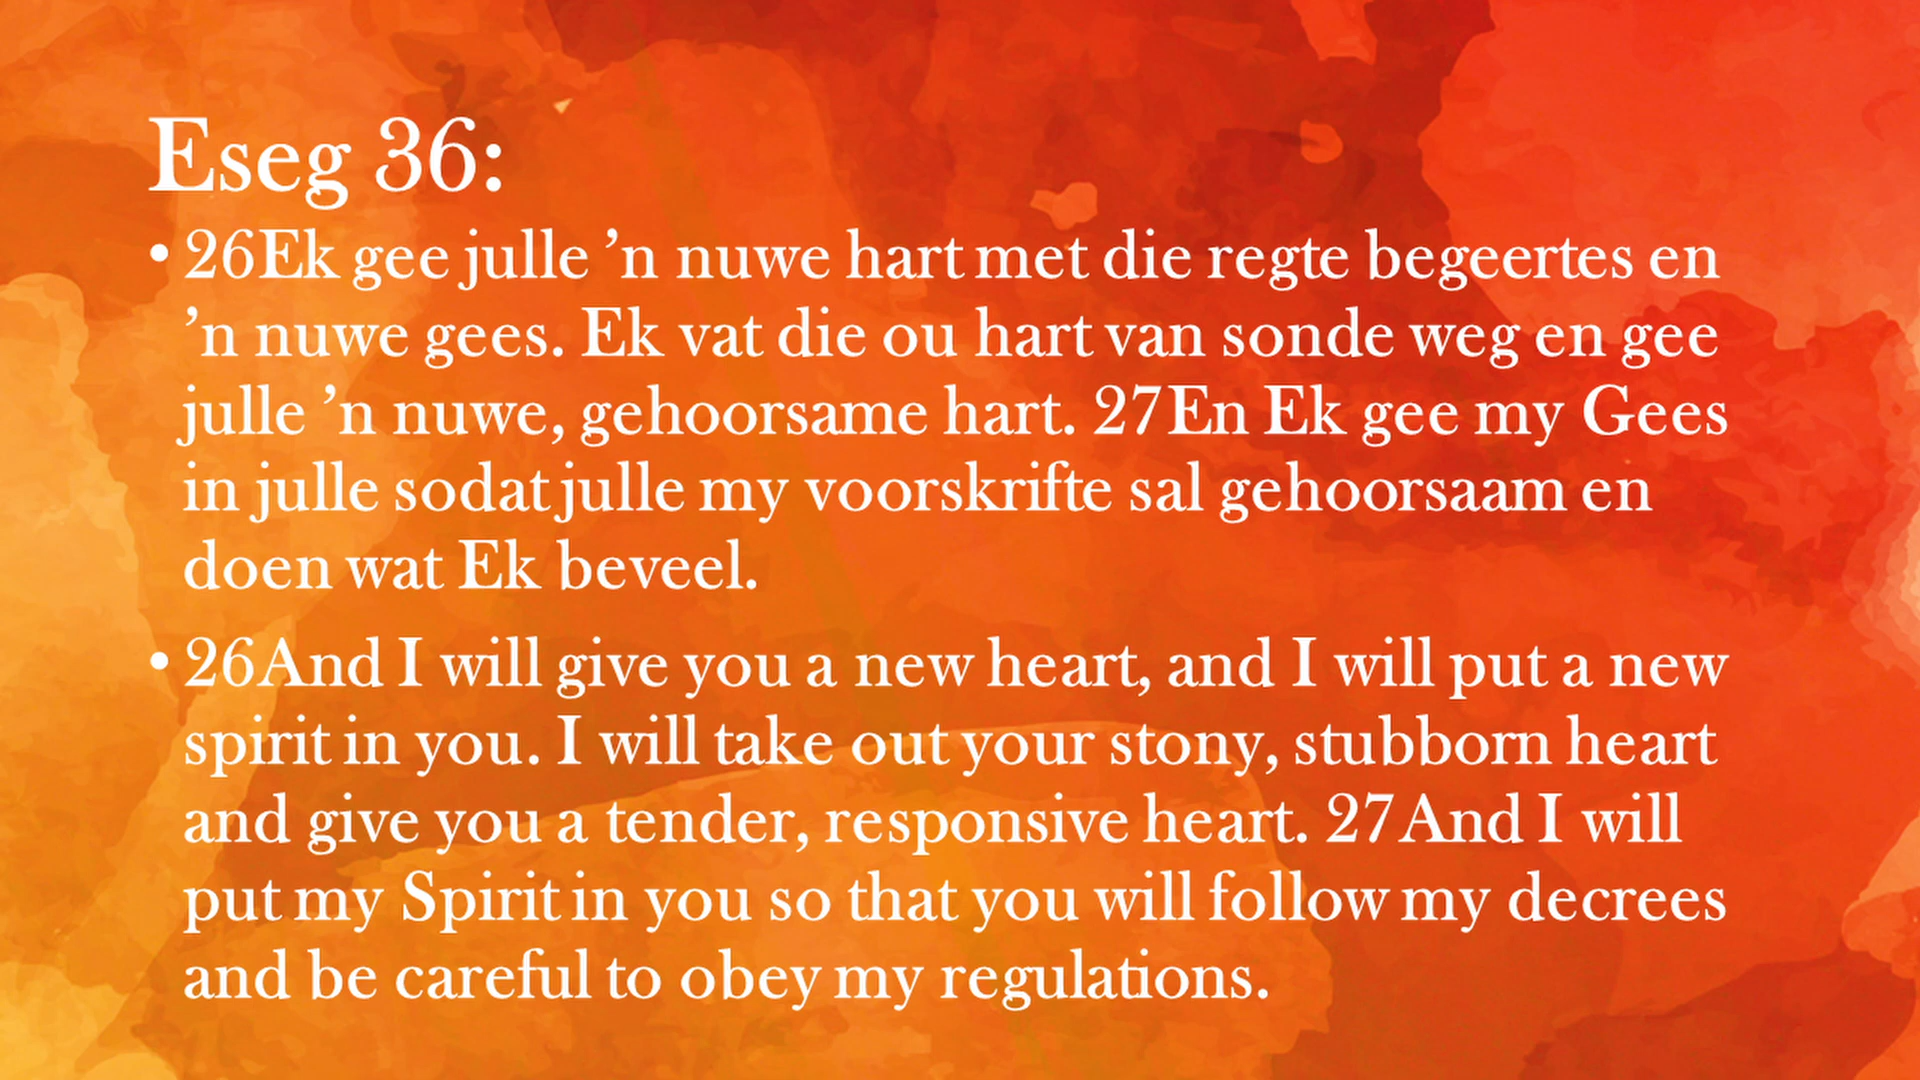 Eseg 36:
• 26Ek gee julle ’n nuwe hart met die regte begeertes en
’n nuwe gees. Ek vat die ou hart van sonde weg en gee
julle ’n nuwe, gehoorsame hart. 27En Ek gee my Gees
in julle sodat julle my voorskrifte sal gehoorsaam en
doen wat Ek beveel.
• 26And I will give you a new heart, and I will put a new
spirit in you. I will take out your stony, stubborn heart
and give you a tender, responsive heart. 27And I will
put my Spirit in you so that you will follow my decrees
and be careful to obey my regulations.